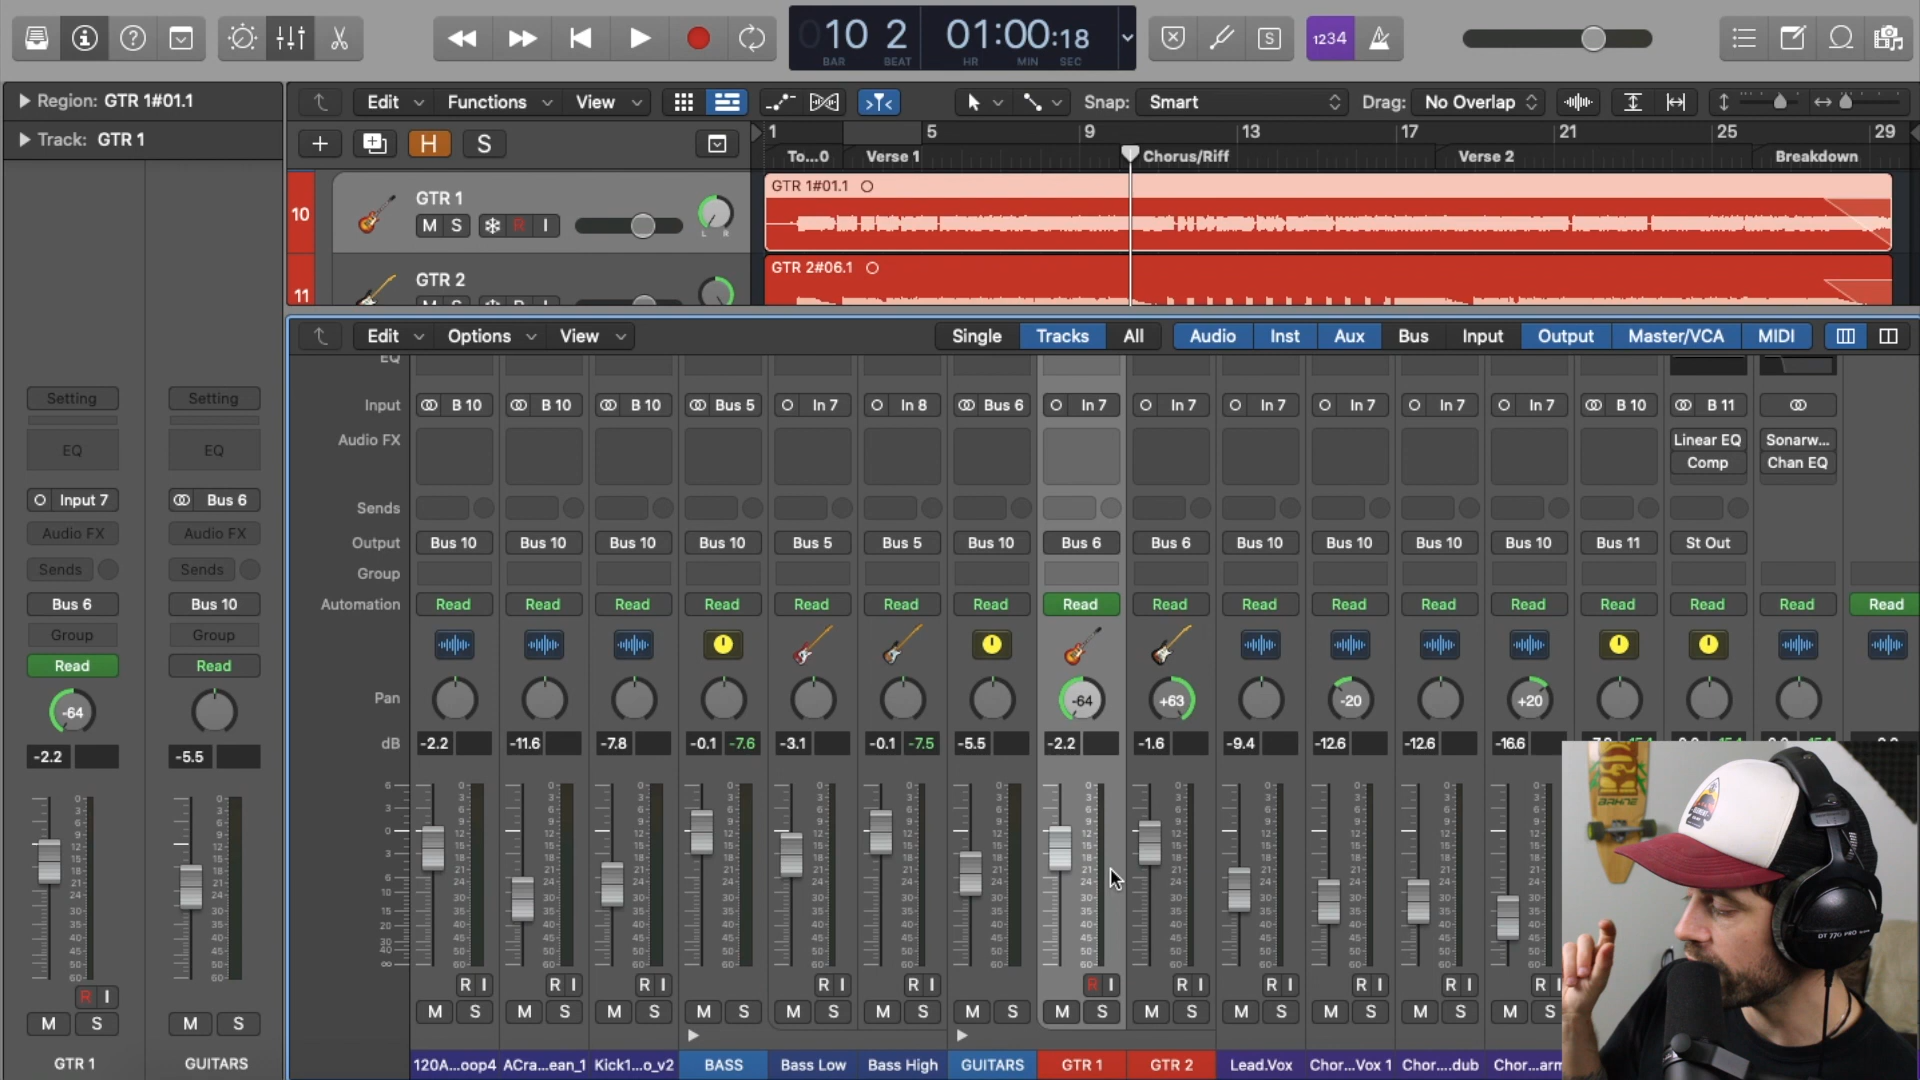 10 2 01:00:18
BAR BEAT HR MIN SEC
S 1234
Region: GTR 1#01.1
Track: GTR 1
Edit Functions View Snap: Smart Drag: No Overlap
H S
1 5 9 13 17 21 25 29
To...0 Verse 1 Chorus/Riff Verse 2 Breakdown
10 GTR 1
M S R I L R
GTR 1#01.1
11 GTR 2
GTR 2#06.1
Edit Options View Single Tracks All Audio Inst Aux Bus Input Output Master/VCA MIDI
EQ
Setting Setting
EQ EQ
Input 7 Bus 6
Audio FX Audio FX
Sends Sends
Bus 6 Bus 10
Group Group
Read Read
-64
-2.2 -5.5
R I
M S M S
GTR 1 GUITARS
Input B 10 B 10 B 10 Bus 5 In 7 In 8 Bus 6 In 7 In 7 In 7 In 7 In 7 In 7 B 10 B 11
Audio FX Linear EQ Sonarw...
Comp Chan EQ
Sends
Output Bus 10 Bus 10 Bus 10 Bus 10 Bus 5 Bus 5 Bus 10 Bus 6 Bus 6 Bus 10 Bus 10 Bus 10 Bus 10 Bus 11 St Out
Group
Automation Read Read Read Read Read Read Read Read Read Read Read Read Read Read Read Read Read
Pan -64 +63 -20 +20
dB -2.2 -11.6 -7.8 -0.1 -7.6 -3.1 -0.1 -7.5 -5.5 -2.2 -1.6 -9.4 -12.6 -12.6 -16.6
R I R I R I R I R I R I R I R I R I R I R I
M S M S M S M S M S M S M S M S M S M S M S M S M
120A...oop4 ACra...ean_1 Kick1...o_v2 BASS Bass Low Bass High GUITARS GTR 1 GTR 2 Lead.Vox Chor...Vox 1 Chor....dub
DT 770 PRO